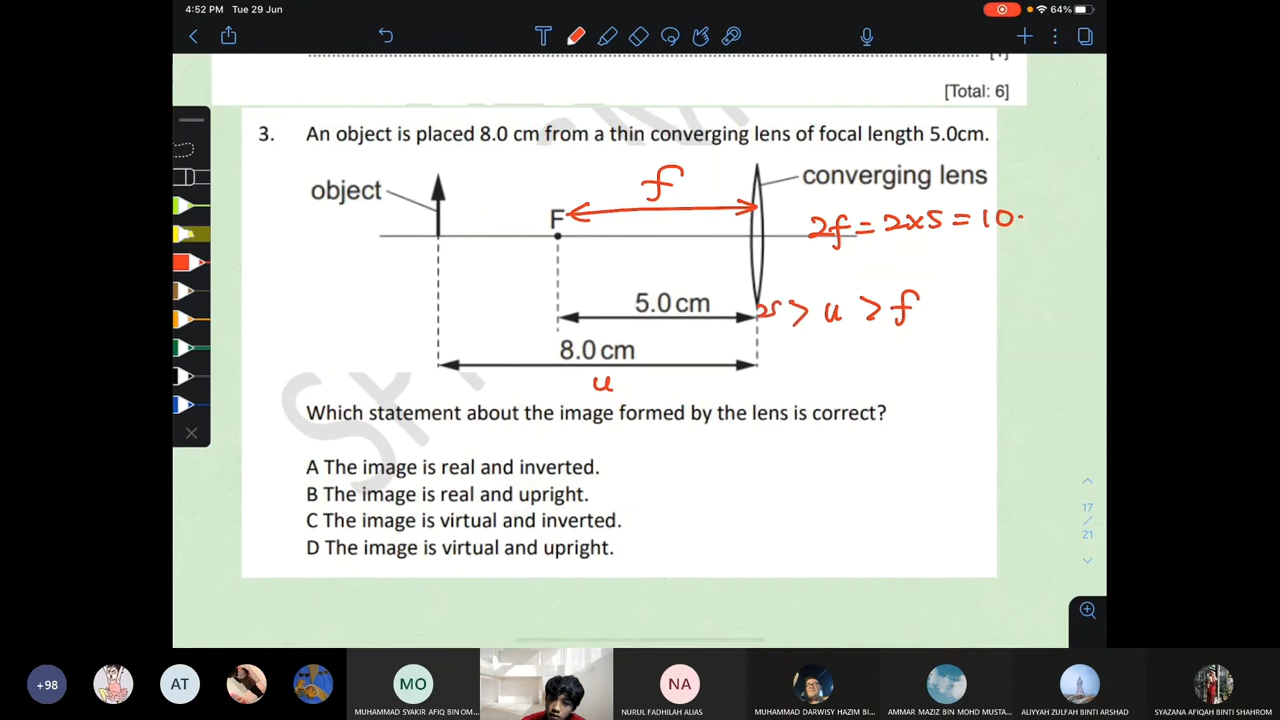 4:52 PM Tue 29 Jun
64%
[Total: 6]
3. An object is placed 8.0 cm from a thin converging lens of focal length 5.0cm.
object
f
converging lens
F
2f = 2x5 = 10.
5.0 cm
> u > f
8.0 cm
u
Which statement about the image formed by the lens is correct?
A The image is real and inverted.
B The image is real and upright.
C The image is virtual and inverted.
D The image is virtual and upright.
17
/
21
+98
AT
MO
NA
MUHAMMAD SYAKIR AFIQ BIN OM...
NURUL FADHILAH ALIAS
MUHAMMAD DARWISY HAZIM BI...
AMMAR MAZIZ BIN MOHD MUSTA...
ALIYYAH ZULFAH BINTI ARSHAD
SYAZANA AFIQAH BINTI SHAHROM